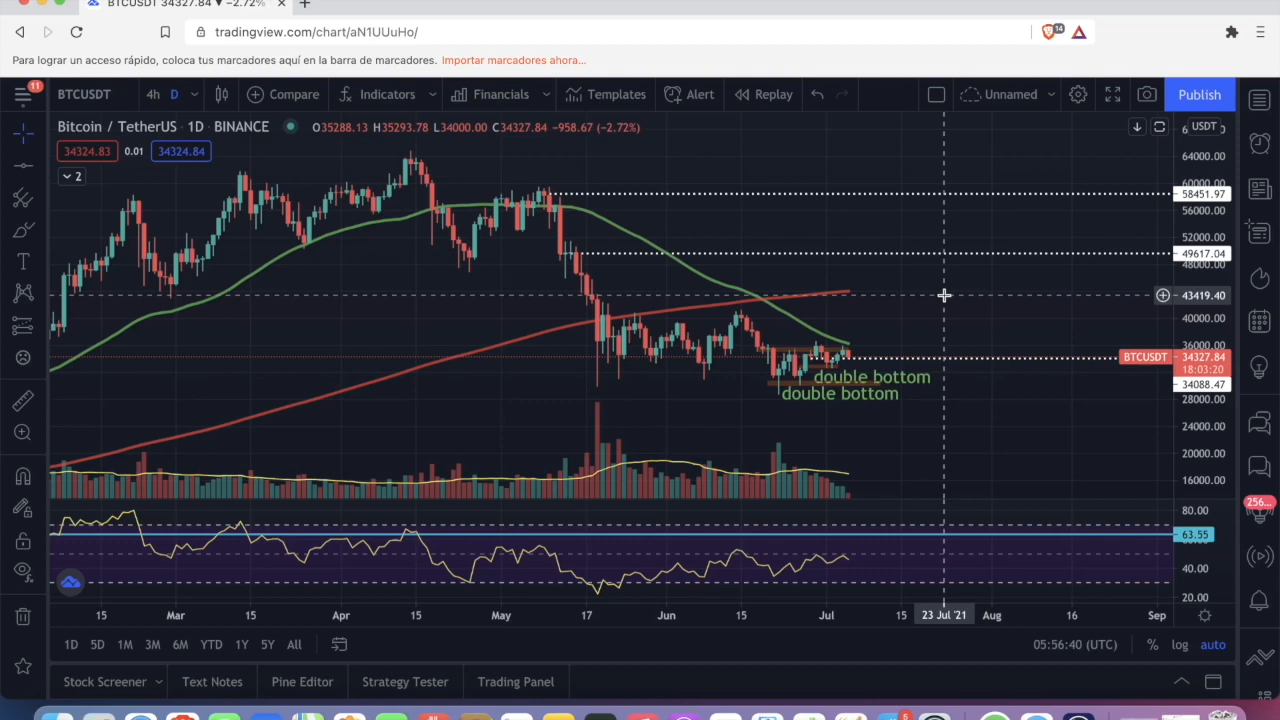 BTCUSDT 34327.84 ▼ −2.72%
tradingview.com/chart/aN1UUuHo/
14
Para lograr un acceso rápido, coloca tus marcadores aquí en la barra de marcadores. Importar marcadores ahora...
11
BTCUSDT 4h D Compare Indicators Financials Templates Alert Replay Unnamed Publish
Bitcoin / TetherUS · 1D · BINANCE O35288.13 H35293.78 L34000.00 C34327.84 −958.67 (−2.72%)
USDT
34324.83 0.01 34324.84
64000.00
2
60000.00
58451.97
56000.00
52000.00
49617.04
48000.00
43419.40
40000.00
36000.00
BTCUSDT 34327.84
18:03:20
double bottom
34088.47
double bottom
28000.00
24000.00
20000.00
16000.00
256...
80.00
63.55
40.00
20.00
15 Mar 15 Apr 15 May 17 Jun 15 Jul 15 23 Jul '21 Aug 16 Sep
1D 5D 1M 3M 6M YTD 1Y 5Y All 05:56:40 (UTC) % log auto
Stock Screener Text Notes Pine Editor Strategy Tester Trading Panel
5